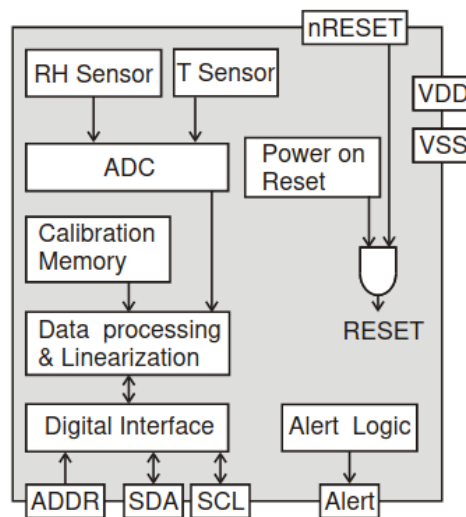 nRESET
RH Sensor
T Sensor
VDD
VSS
ADC
Power on
Reset
Calibration
Memory
RESET
Data processing
& Linearization
Digital Interface
Alert Logic
ADDR
SDA
SCL
Alert